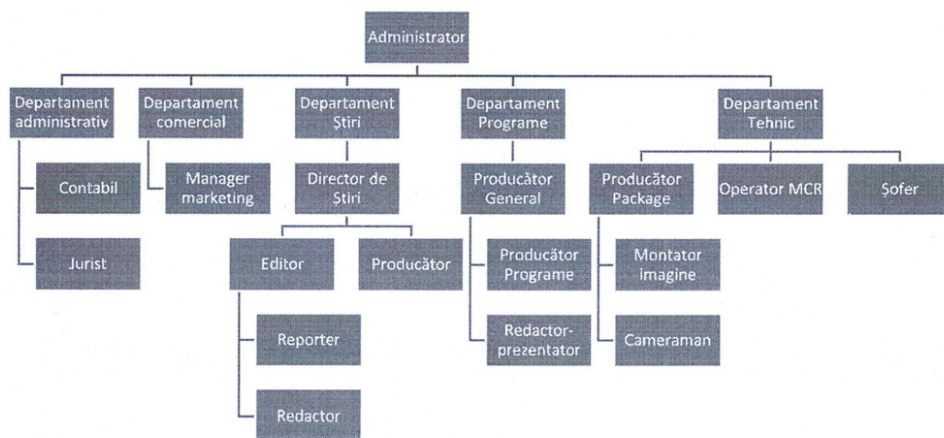 Administrator
Departament
administrativ
Departament
comercial
Departament
Știri
Departament
Programe
Departament
Tehnic
Contabil
Manager
marketing
Director de
Știri
Producător
General
Producător
Package
Operator MCR
Șofer
Jurist
Editor
Producător
Producător
Programe
Montator
imagine
Reporter
Redactor-
prezentator
Cameraman
Redactor